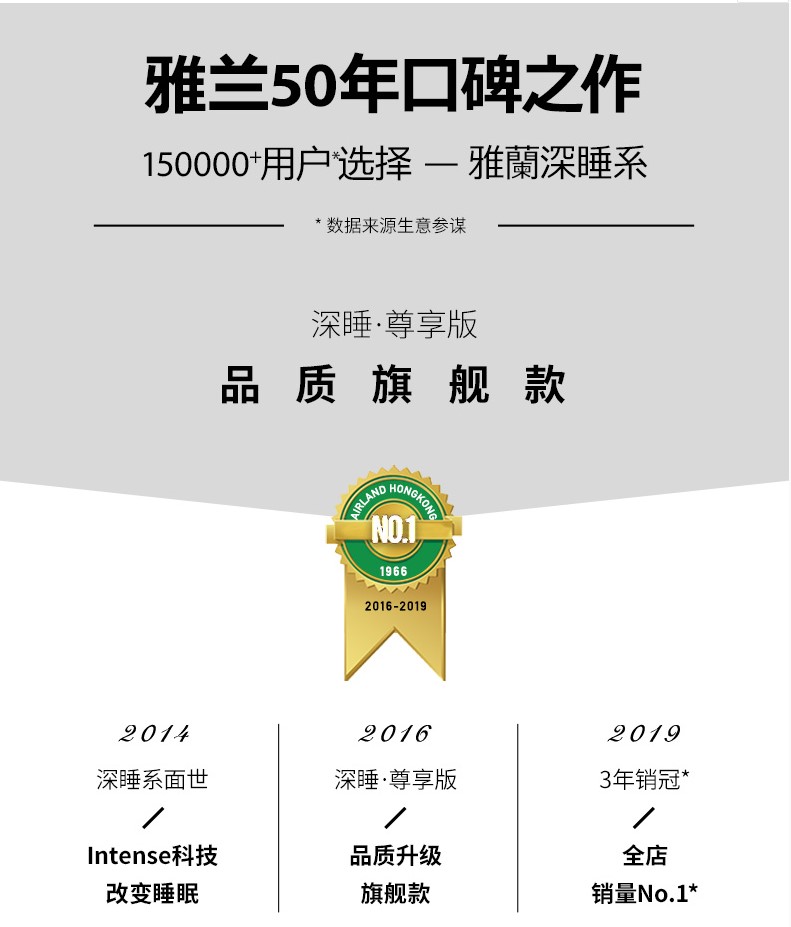 雅兰50年口碑之作
150000+用户*选择 — 雅蘭深睡系
* 数据来源生意参谋
深睡·尊享版
品质旗舰款
AIRLAND HONGKONG
NO.1
1966
2016-2019
2014
深睡系面世
Intense科技
改变睡眠
2016
深睡·尊享版
品质升级
旗舰款
2019
3年销冠*
全店
销量No.1*